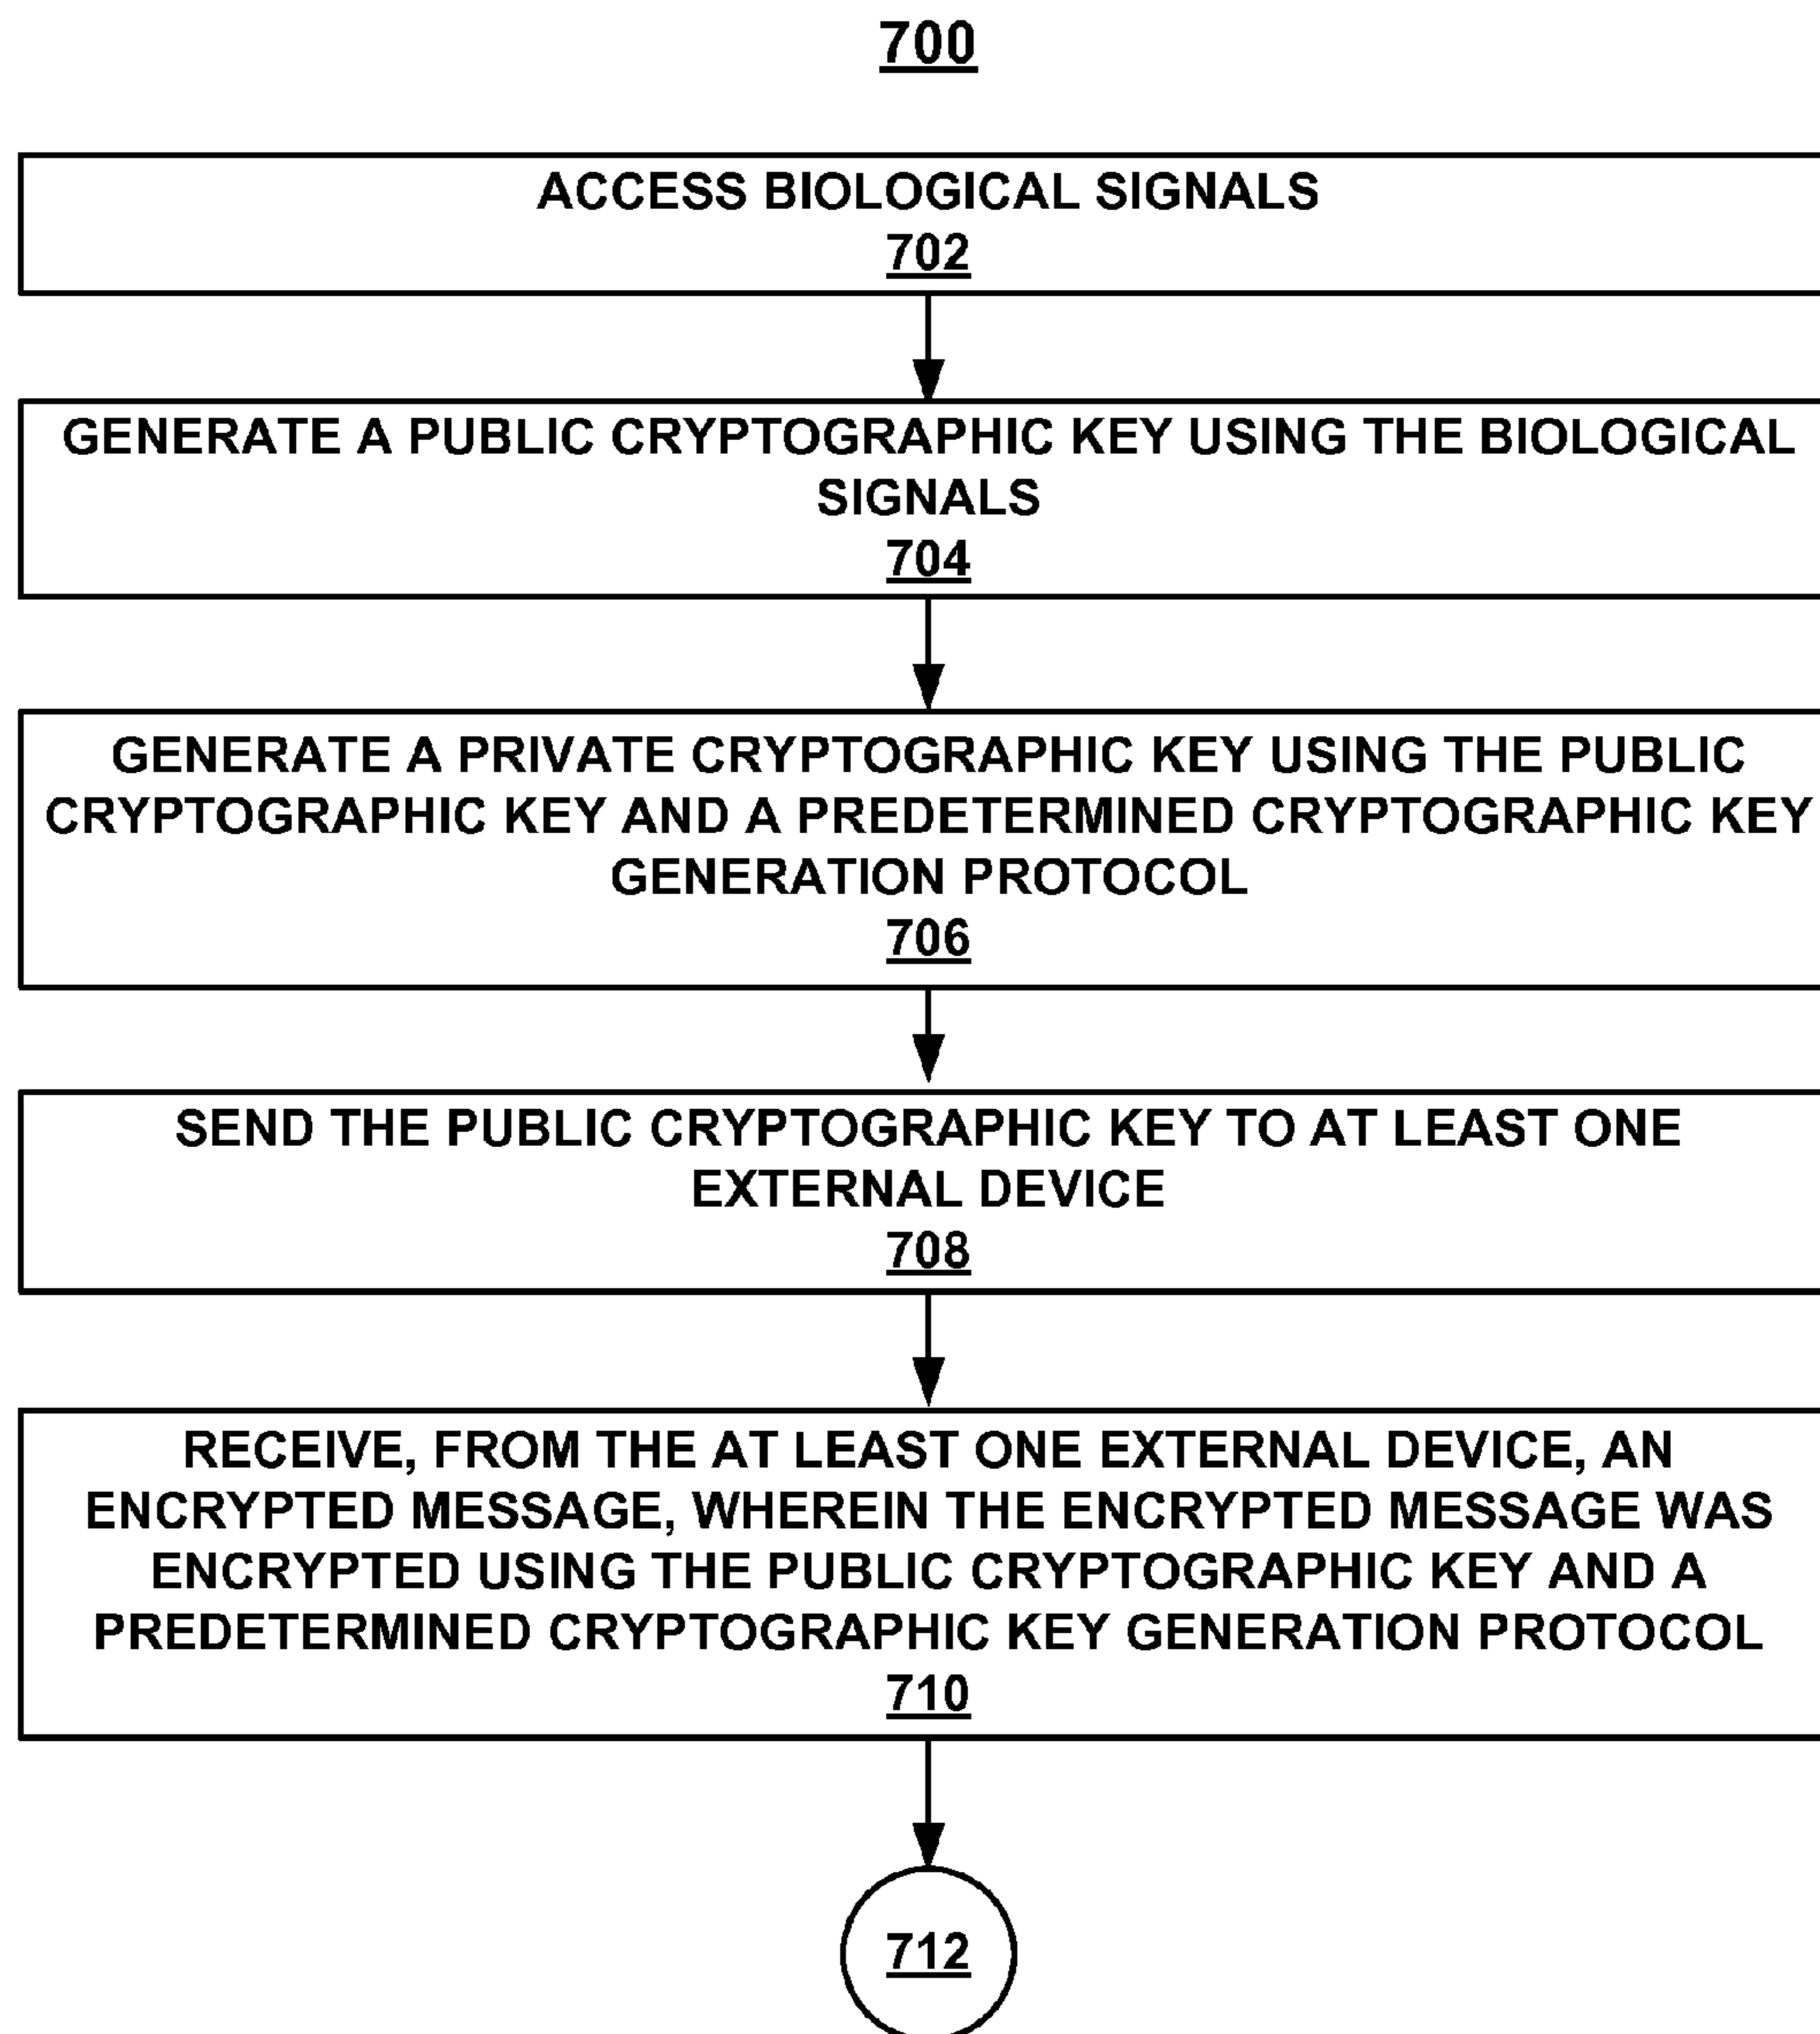 700
ACCESS BIOLOGICAL SIGNALS
702
GENERATE A PUBLIC CRYPTOGRAPHIC KEY USING THE BIOLOGICAL
SIGNALS
704
GENERATE A PRIVATE CRYPTOGRAPHIC KEY USING THE PUBLIC
CRYPTOGRAPHIC KEY AND A PREDETERMINED CRYPTOGRAPHIC KEY
GENERATION PROTOCOL
706
SEND THE PUBLIC CRYPTOGRAPHIC KEY TO AT LEAST ONE
EXTERNAL DEVICE
708
RECEIVE, FROM THE AT LEAST ONE EXTERNAL DEVICE, AN
ENCRYPTED MESSAGE, WHEREIN THE ENCRYPTED MESSAGE WAS
ENCRYPTED USING THE PUBLIC CRYPTOGRAPHIC KEY AND A
PREDETERMINED CRYPTOGRAPHIC KEY GENERATION PROTOCOL
710
712